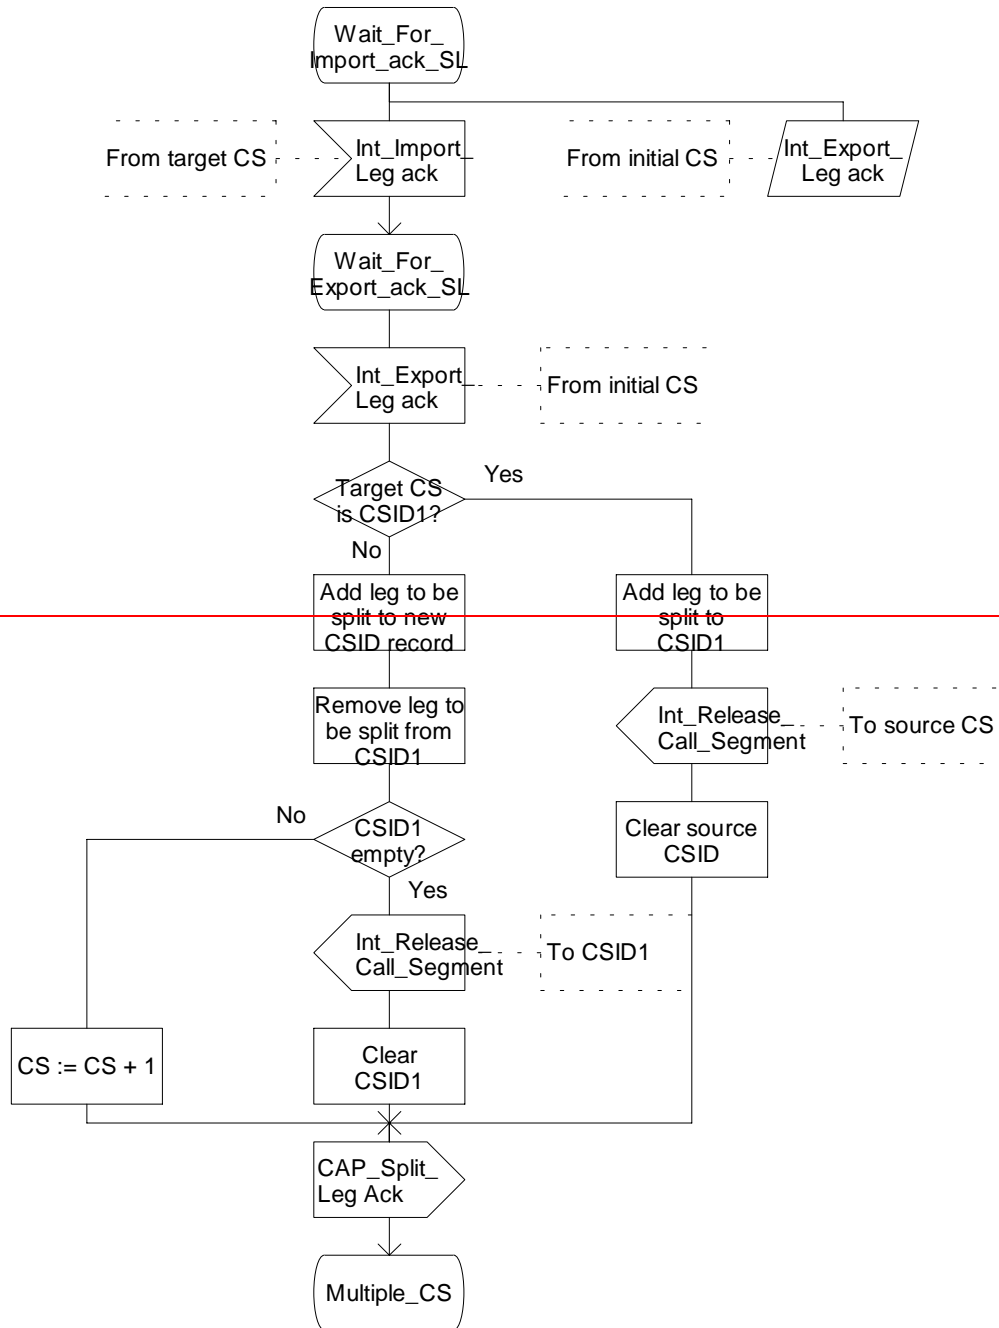 Wait_For_
Import_ack_SL
From target CS
Int_Import_
Leg ack
From initial CS
Int_Export_
Leg ack
Wait_For_
Export_ack_SL
Int_Export_
Leg ack
From initial CS
Target CS
is CSID1?
Yes
No
Add leg to be
split to new
CSID record
Add leg to be
split to
CSID1
Remove leg to
be split from
CSID1
Int_Release_
Call_Segment
To source CS
No
CSID1
empty?
Clear source
CSID
Yes
Int_Release_
Call_Segment
To CSID1
CS := CS + 1
Clear
CSID1
CAP_Split_
Leg Ack
Multiple_CS